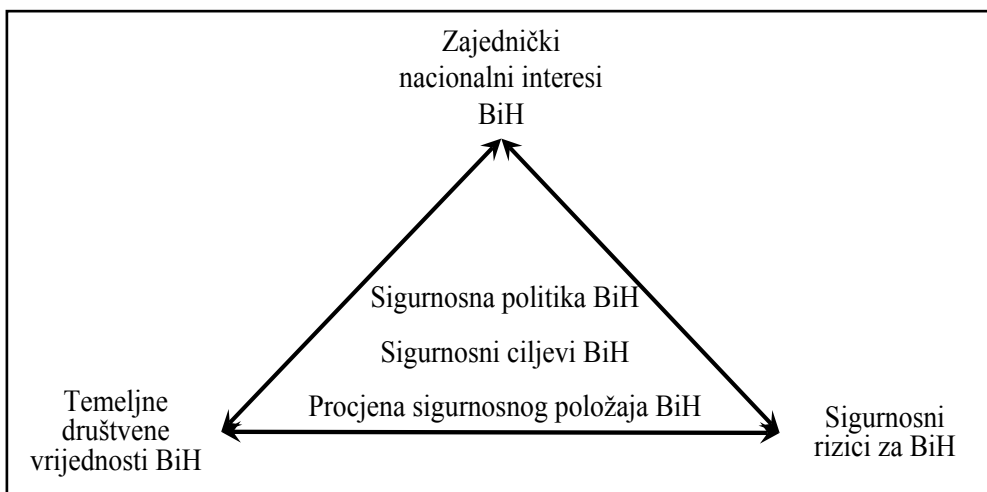 Zajednički
nacionalni interesi
BiH
Sigurnosna politika BiH
Sigurnosni ciljevi BiH
Procjena sigurnosnog položaja BiH
Temeljne
društvene
vrijednosti BiH
Sigurnosni
rizici za BiH